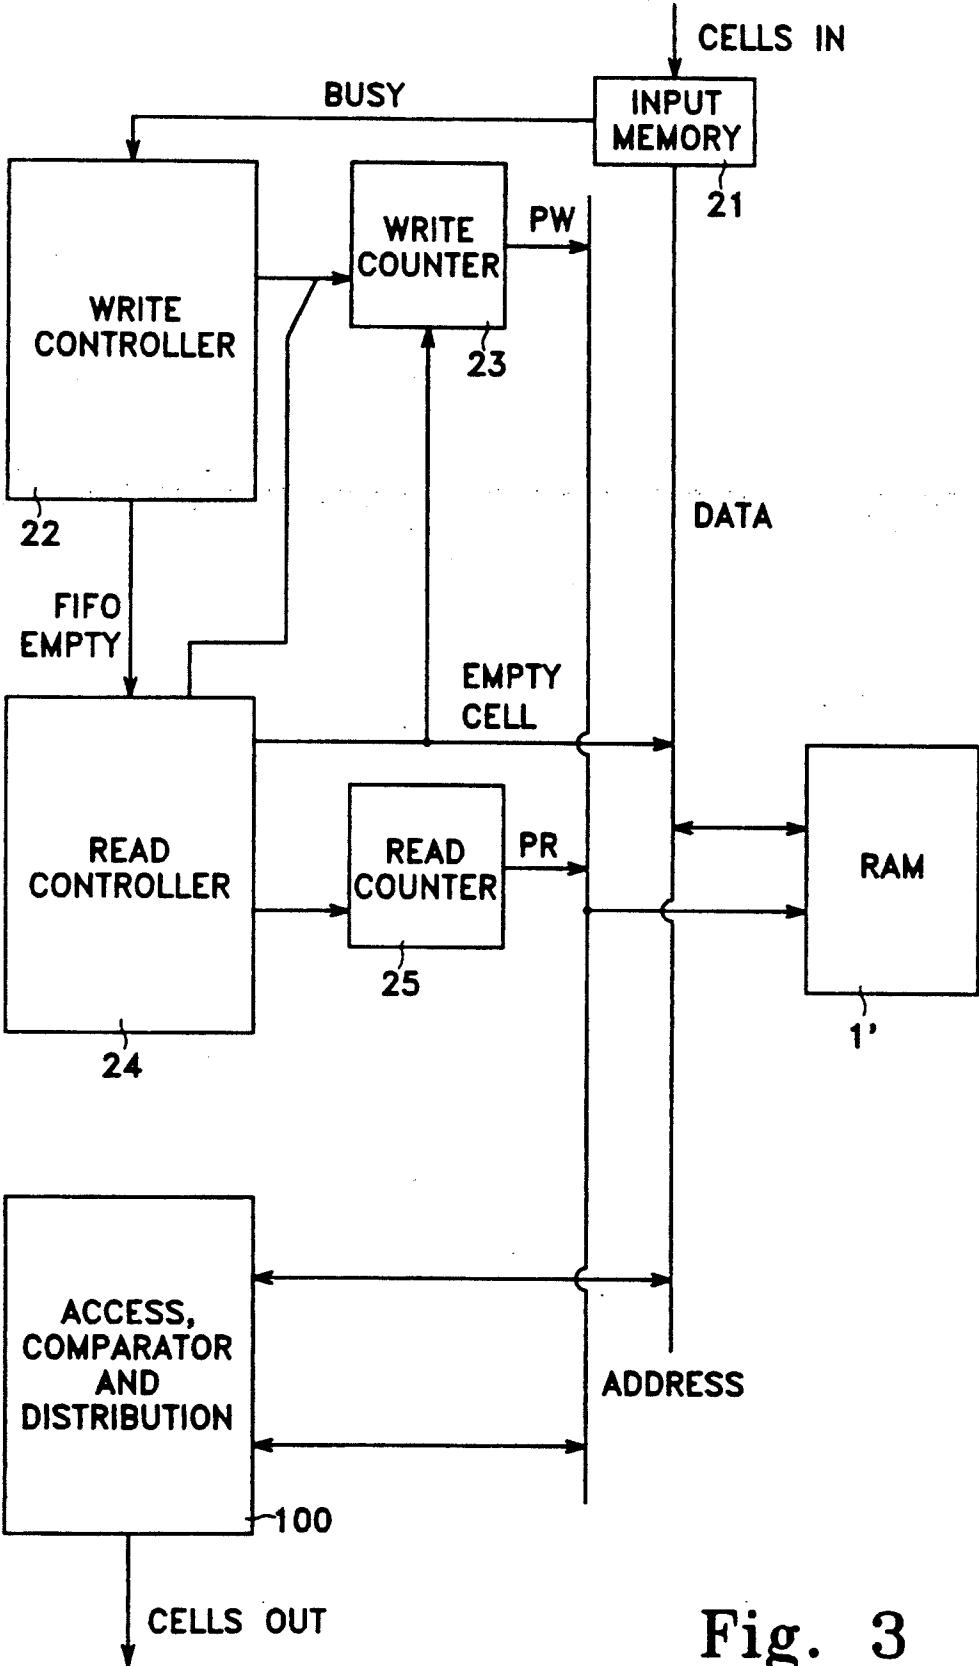 CELLS IN
BUSY
INPUT
MEMORY
21
PW
WRITE
COUNTER
23
WRITE
CONTROLLER
22
DATA
FIFO
EMPTY
EMPTY
CELL
READ
CONTROLLER
24
READ
COUNTER
25
PR
RAM
1'
ACCESS,
COMPARATOR
AND
DISTRIBUTION
100
ADDRESS
CELLS OUT
Fig. 3